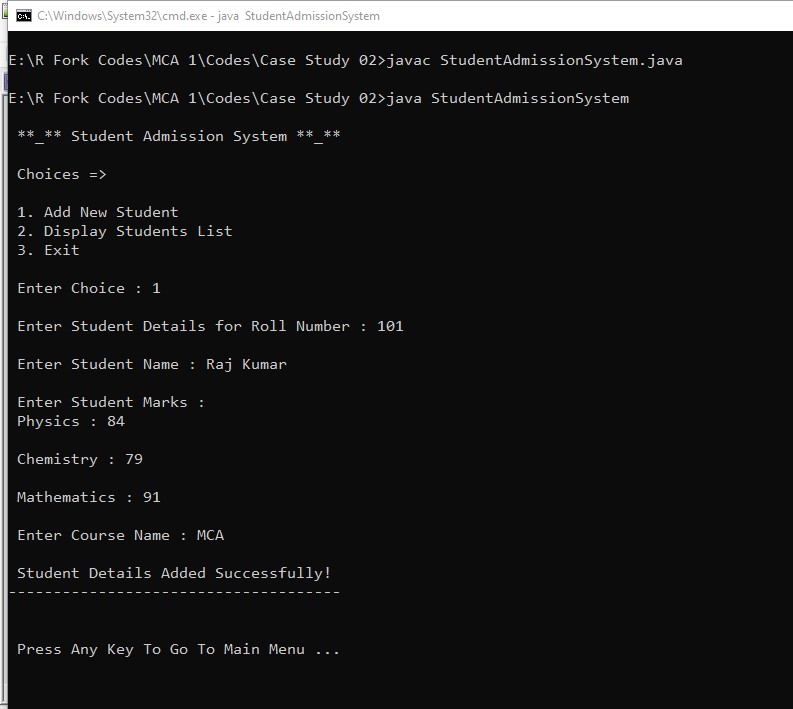 C:\Windows\System32\cmd.exe - java StudentAdmissionSystem
E:\R Fork Codes\MCA 1\Codes\Case Study 02>javac StudentAdmissionSystem.java
E:\R Fork Codes\MCA 1\Codes\Case Study 02>java StudentAdmissionSystem
**_** Student Admission System **_**
Choices =>
1. Add New Student
2. Display Students List
3. Exit
Enter Choice : 1
Enter Student Details for Roll Number : 101
Enter Student Name : Raj Kumar
Enter Student Marks :
Physics : 84
Chemistry : 79
Mathematics : 91
Enter Course Name : MCA
Student Details Added Successfully!
-------------------------------------
Press Any Key To Go To Main Menu ...